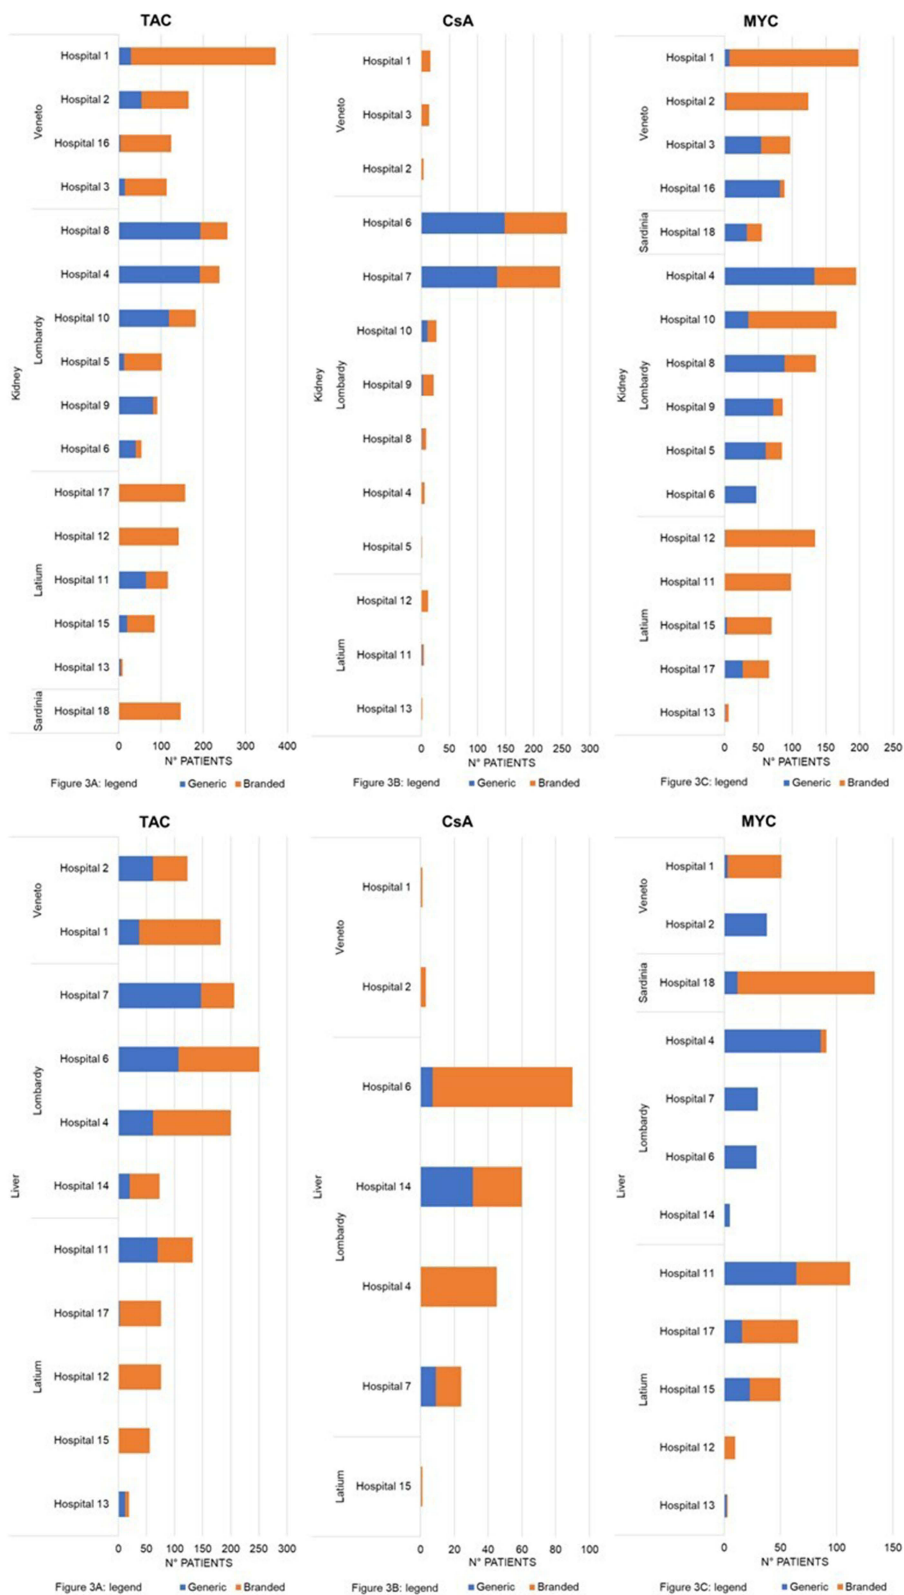 TAC
Kidney
Veneto
Hospital 1
Hospital 2
Hospital 16
Hospital 3
Lombardy
Hospital 8
Hospital 4
Hospital 10
Hospital 5
Hospital 9
Hospital 6
Latium
Hospital 17
Hospital 12
Hospital 11
Hospital 15
Hospital 13
Sardinia
Hospital 18
0 100 200 300 400
N° PATIENTS
Figure 3A: legend Generic Branded
CsA
Kidney
Veneto
Hospital 1
Hospital 3
Hospital 2
Lombardy
Hospital 6
Hospital 7
Hospital 10
Hospital 9
Hospital 8
Hospital 4
Hospital 5
Latium
Hospital 12
Hospital 11
Hospital 13
0 50 100 150 200 250 300
N° PATIENTS
Figure 3B: legend Generic Branded
MYC
Kidney
Veneto
Hospital 1
Hospital 2
Hospital 3
Hospital 16
Sardinia
Hospital 18
Lombardy
Hospital 4
Hospital 10
Hospital 8
Hospital 9
Hospital 5
Hospital 6
Latium
Hospital 12
Hospital 11
Hospital 15
Hospital 17
Hospital 13
0 50 100 150 200 250
N° PATIENTS
Figure 3C: legend Generic Branded
TAC
Liver
Veneto
Hospital 2
Hospital 1
Lombardy
Hospital 7
Hospital 6
Hospital 4
Hospital 14
Latium
Hospital 11
Hospital 17
Hospital 12
Hospital 15
Hospital 13
0 50 100 150 200 250 300
N° PATIENTS
Figure 3A: legend Generic Branded
CsA
Liver
Veneto
Hospital 1
Hospital 2
Lombardy
Hospital 6
Hospital 14
Hospital 4
Hospital 7
Latium
Hospital 15
0 20 40 60 80 100
N° PATIENTS
Figure 3B: legend Generic Branded
MYC
Liver
Veneto
Hospital 1
Hospital 2
Sardinia
Hospital 18
Lombardy
Hospital 4
Hospital 7
Hospital 6
Hospital 14
Latium
Hospital 11
Hospital 17
Hospital 15
Hospital 12
Hospital 13
0 50 100 150
N° PATIENTS
Figure 3C: legend Generic Branded